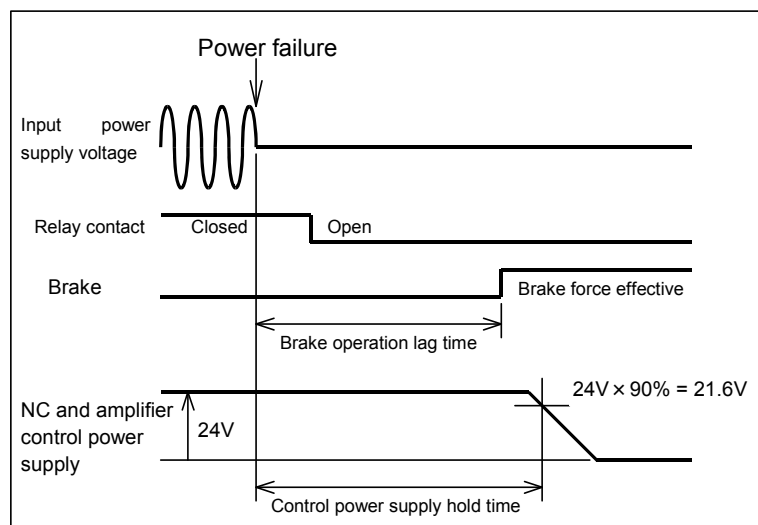 Power failure
Input power
supply voltage
Relay contact
Closed
Open
Brake
Brake force effective
Brake operation lag time
24V × 90% = 21.6V
NC and amplifier
control power
supply
24V
Control power supply hold time